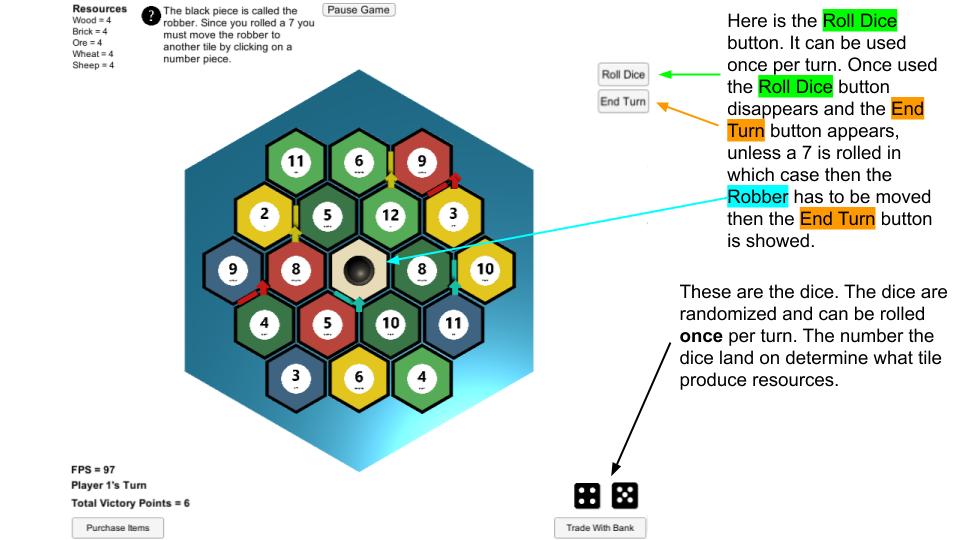 Resources
Wood = 4
Brick = 4
Ore = 4
Wheat = 4
Sheep = 4
?
The black piece is called the
robber. Since you rolled a 7 you
must move the robber to
another tile by clicking on a
number piece.
Pause Game
Roll Dice
End Turn
Here is the Roll Dice
button. It can be used
once per turn. Once used
the Roll Dice button
disappears and the End
Turn button appears,
unless a 7 is rolled in
which case then the
Robber has to be moved
then the End Turn button
is showed.
11 6 9
2 5 12 3
9 8 8 10
4 5 10 11
3 6 4
These are the dice. The dice are
randomized and can be rolled
once per turn. The number the
dice land on determine what tile
produce resources.
FPS = 97
Player 1's Turn
Total Victory Points = 6
Purchase Items
Trade With Bank